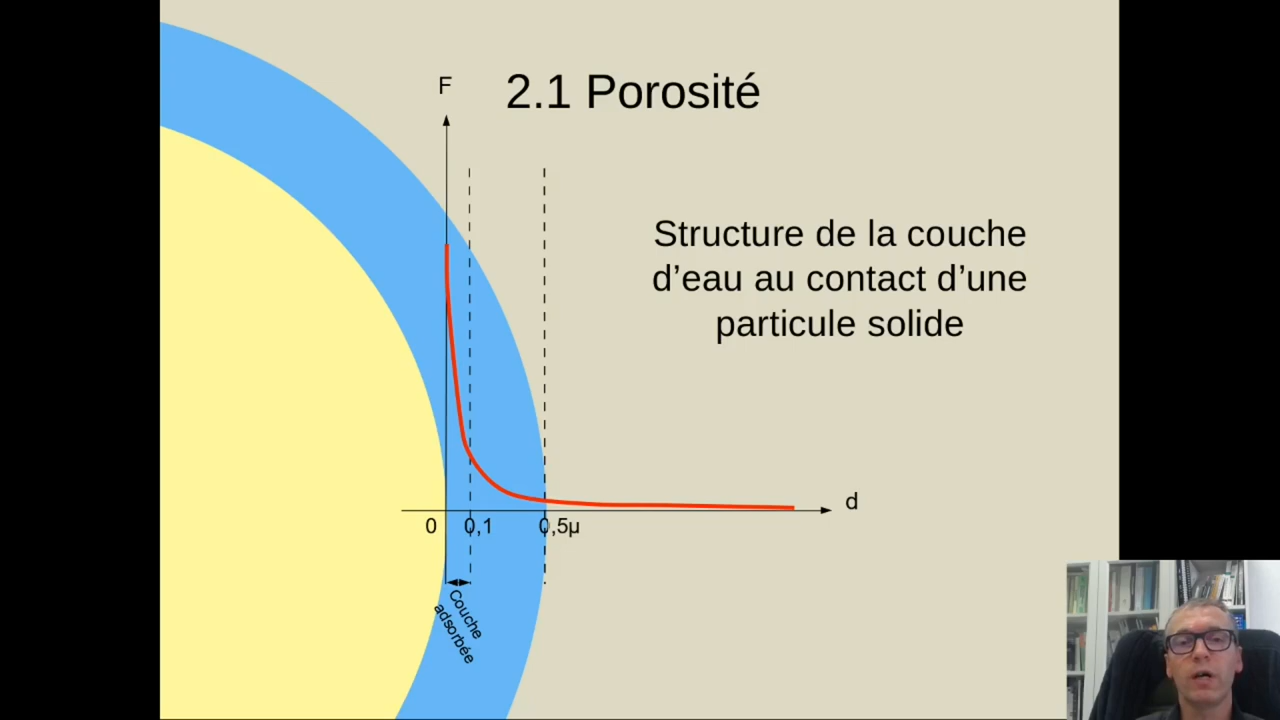 F
2.1 Porosité
Structure de la couche
d’eau au contact d’une
particule solide
d
0
0,1
0,5µ
Couche
adsorbée